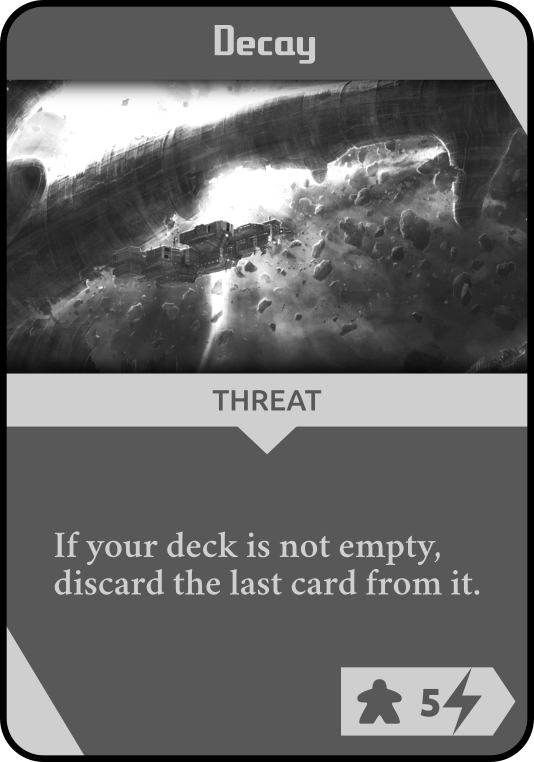 Decay
THREAT
If your deck is not empty,
discard the last card from it.
5